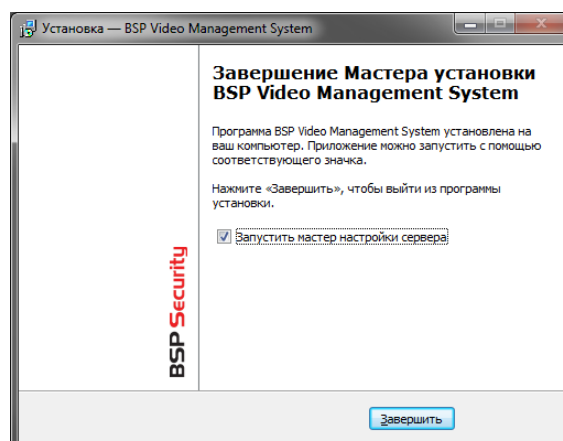 Установка — BSP Video Management System
Завершение Мастера установки
BSP Video Management System
Программа BSP Video Management System установлена на
ваш компьютер. Приложение можно запустить с помощью
соответствующего значка.
Нажмите «Завершить», чтобы выйти из программы
установки.
Запустить мастер настройки сервера
BSP Security
Завершить